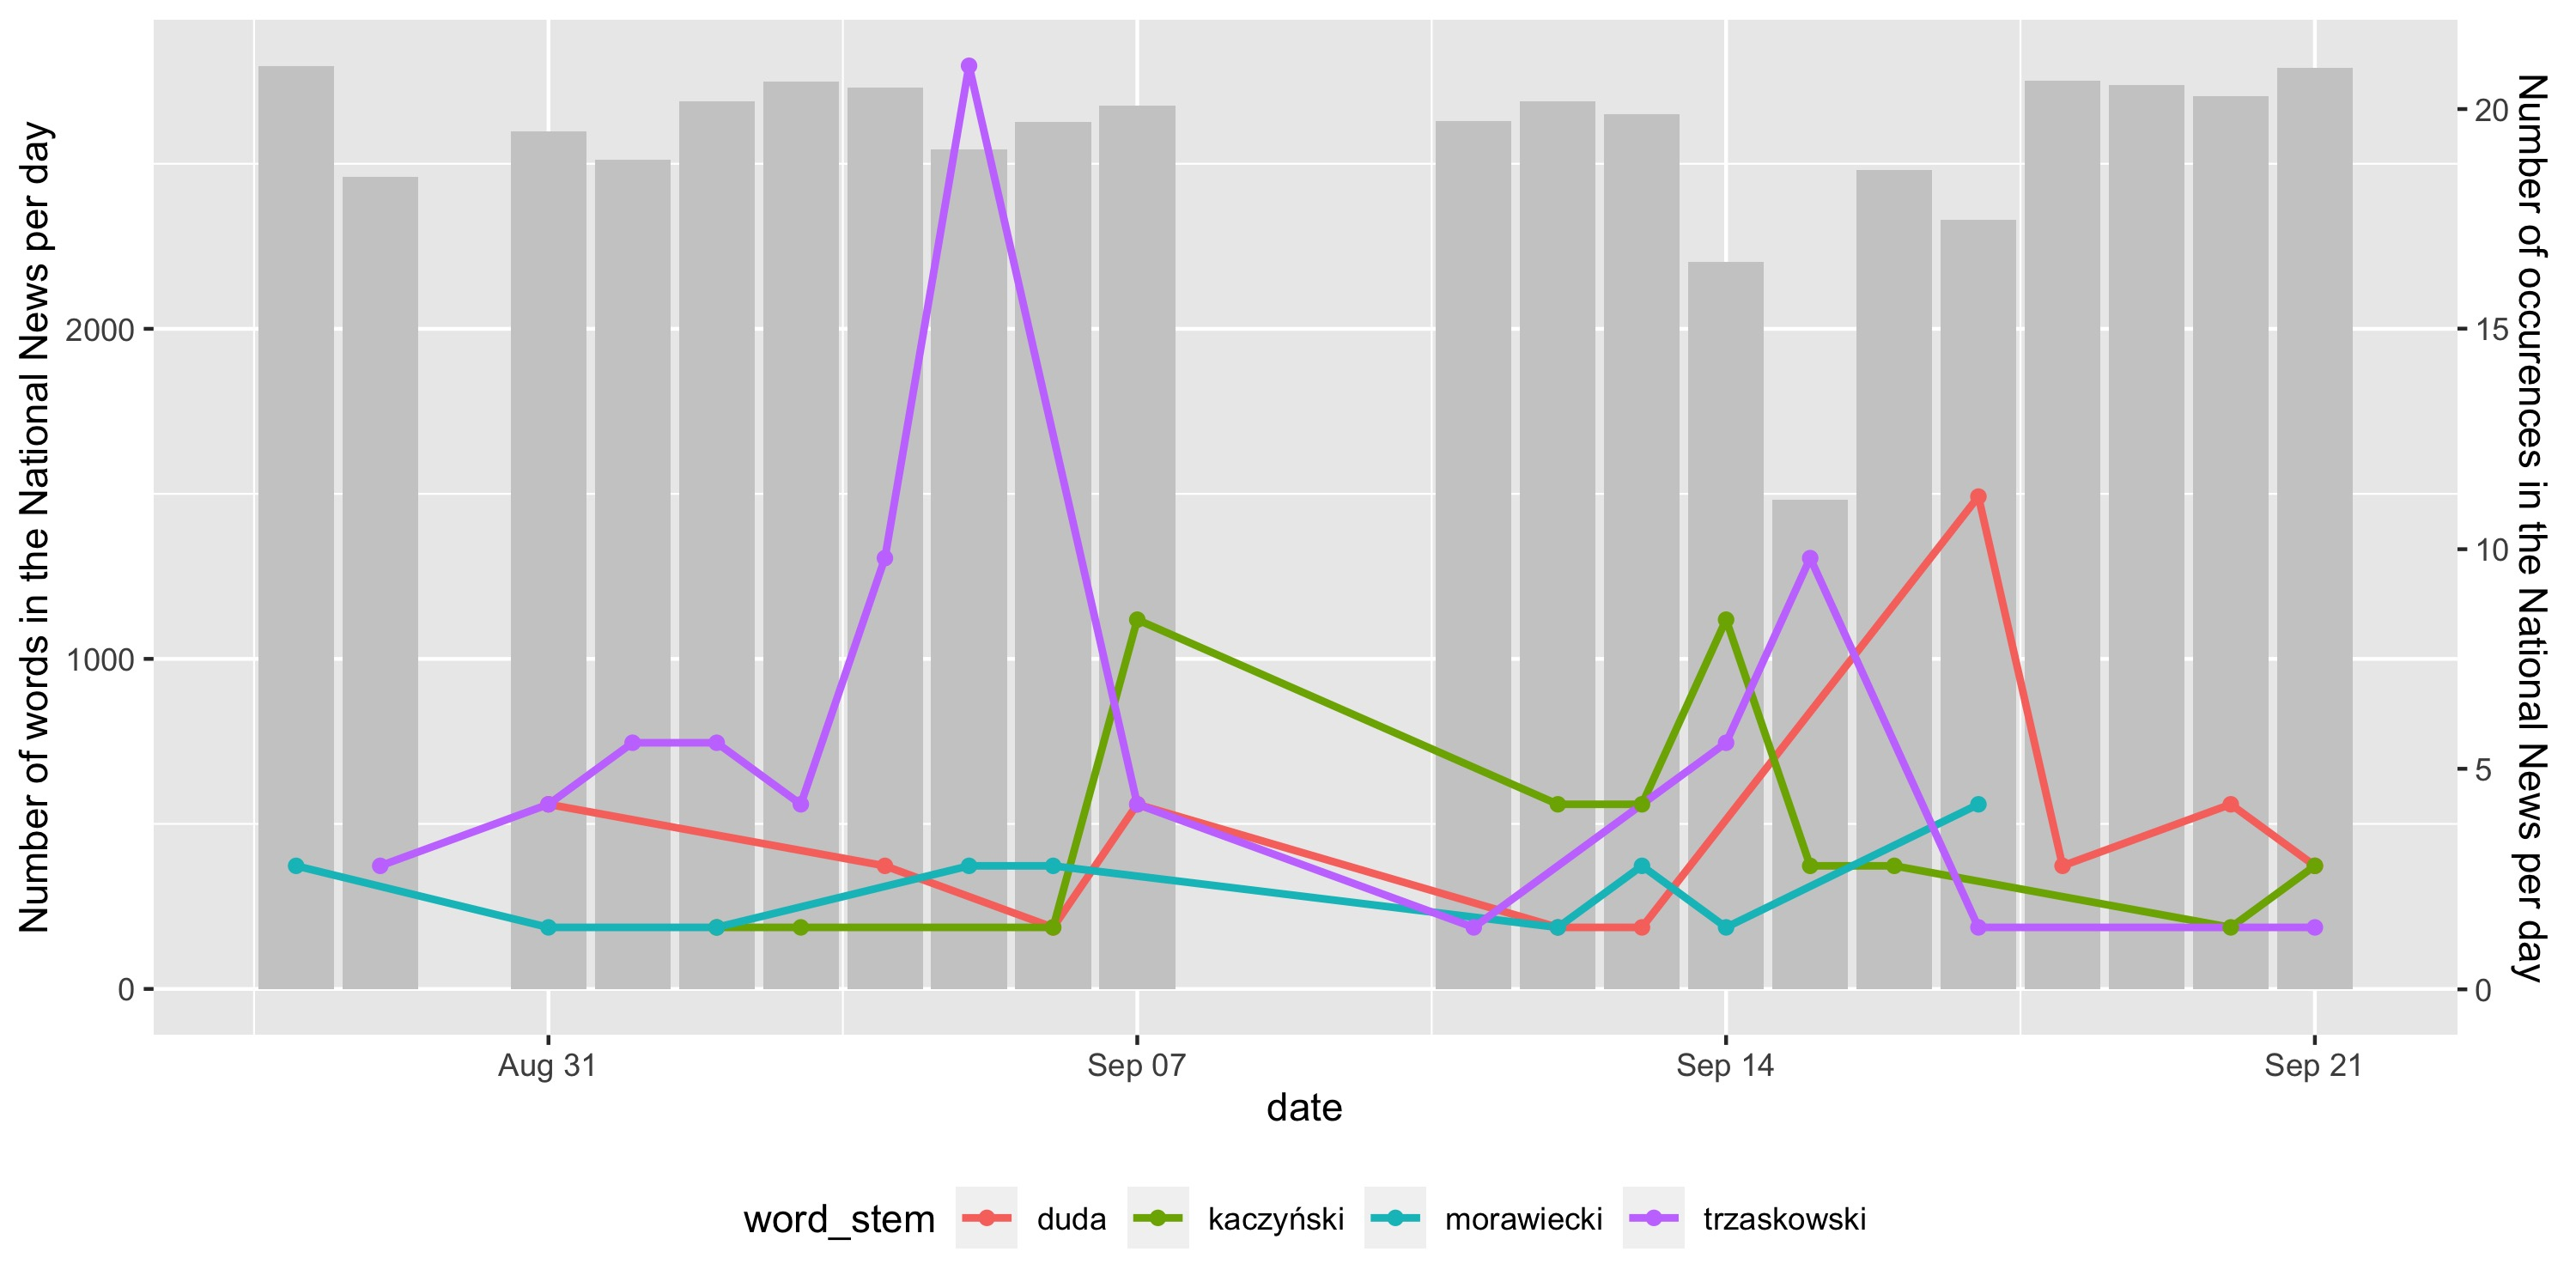 Number of words in the National News per day
2000
1000
0
20
15
10
5
0
Number of occurences in the National News per day
Aug 31
Sep 07
Sep 14
Sep 21
date
word_stem duda kaczyński morawiecki trzaskowski